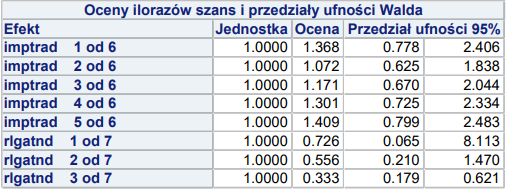 Oceny ilorazów szans i przedziały ufności Walda
Efekt Jednostka Ocena Przedział ufności 95%
imptrad 1 od 6 1.0000 1.368 0.778 2.406
imptrad 2 od 6 1.0000 1.072 0.625 1.838
imptrad 3 od 6 1.0000 1.171 0.670 2.044
imptrad 4 od 6 1.0000 1.301 0.725 2.334
imptrad 5 od 6 1.0000 1.409 0.799 2.483
rlgatnd 1 od 7 1.0000 0.726 0.065 8.113
rlgatnd 2 od 7 1.0000 0.556 0.210 1.470
rlgatnd 3 od 7 1.0000 0.333 0.179 0.621